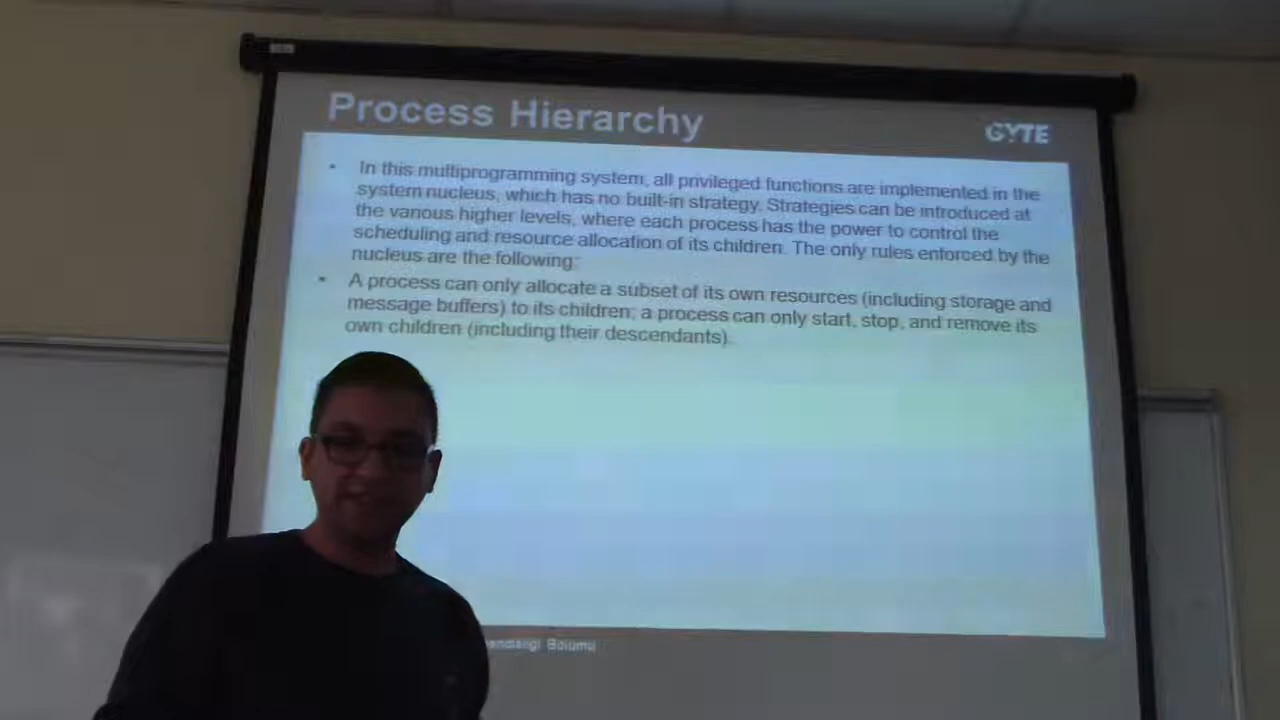 Process Hierarchy
GYTE
• In this multiprogramming system, all privileged functions are implemented in the
system nucleus, which has no built-in strategy. Strategies can be introduced at
the various higher levels, where each process has the power to control the
scheduling and resource allocation of its children. The only rules enforced by the
nucleus are the following:
• A process can only allocate a subset of its own resources (including storage and
message buffers) to its children; a process can only start, stop, and remove its
own children (including their descendants).
Bolumu